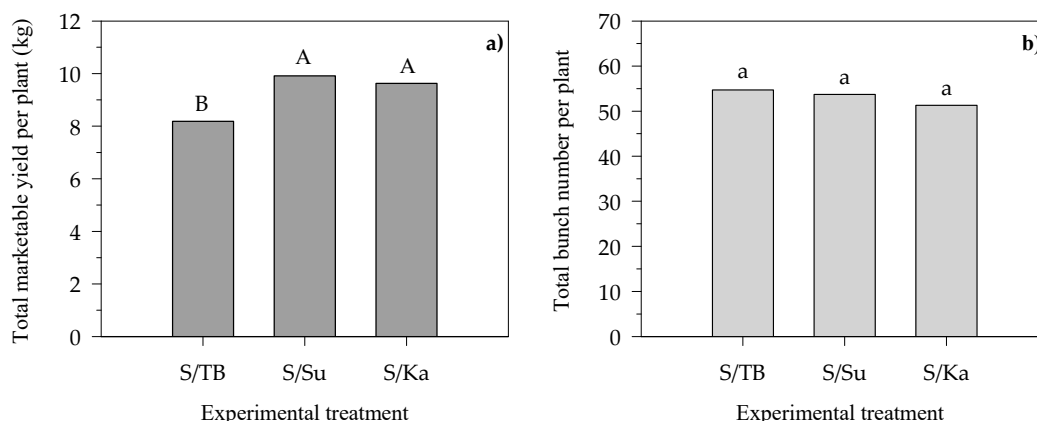 Total marketable yield per plant (kg)
12
10
8
6
4
2
0
a)
B
A
A
S/TB
S/Su
S/Ka
Experimental treatment
Total bunch number per plant
70
60
50
40
30
20
10
0
b)
a
a
a
S/TB
S/Su
S/Ka
Experimental treatment